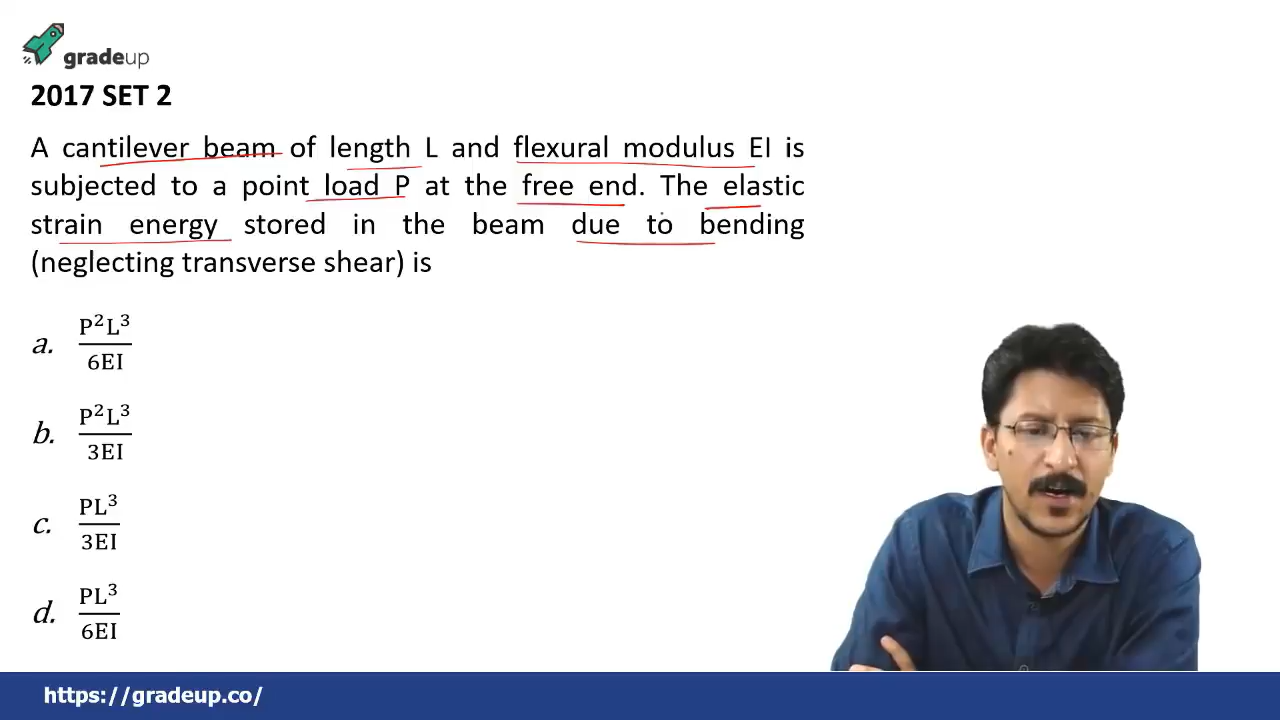 gradeup
2017 SET 2
A cantilever beam of length L and flexural modulus EI is
subjected to a point load P at the free end. The elastic
strain energy stored in the beam due to bending
(neglecting transverse shear) is
a. P²L³/6EI
b. P²L³/3EI
c. PL³/3EI
d. PL³/6EI
https://gradeup.co/